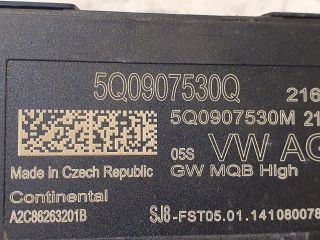 5Q0907530Q 216
5Q0907530M 21
05S VW AG
Made in Czech Republic GW MQB High
Continental
A2C86263201B SJ8-FST05.01.141080078